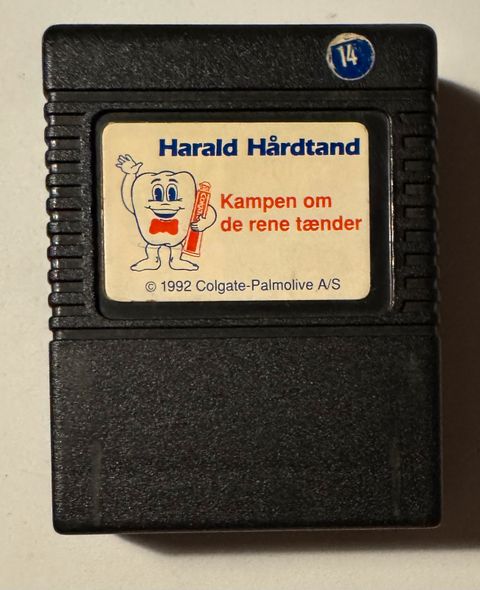 14
Harald Hårdtand
Kampen om
de rene tænder
© 1992 Colgate-Palmolive A/S